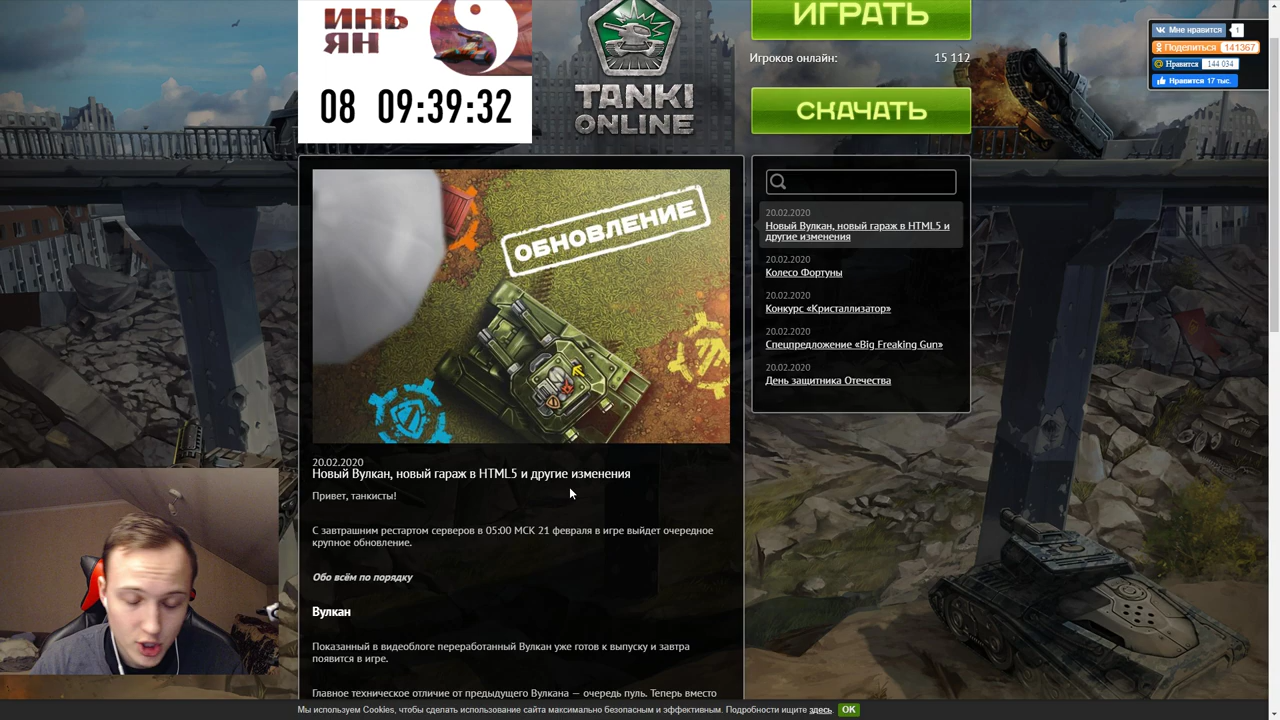 ИНЬ
ЯН
08 09:39:32
TANKI
ONLINE
ИГРАТЬ
Игроков онлайн: 15 112
СКАЧАТЬ
Мне нравится 1
Поделиться 141367
Нравится 144 034
Нравится 17 тыс.
ОБНОВЛЕНИЕ
20.02.2020
Новый Вулкан, новый гараж в HTML5 и
другие изменения
20.02.2020
Колесо Фортуны
20.02.2020
Конкурс «Кристаллизатор»
20.02.2020
Спецпредложение «Big Freaking Gun»
20.02.2020
День защитника Отечества
20.02.2020
Новый Вулкан, новый гараж в HTML5 и другие изменения
Привет, танкисты!
С завтрашним рестартом серверов в 05:00 МСК 21 февраля в игре выйдет очередное
крупное обновление.
Обо всём по порядку
Вулкан
Показанный в видеоблоге переработанный Вулкан уже готов к выпуску и завтра
появится в игре.
Главное техническое отличие от предыдущего Вулкана — очередь пуль. Теперь вместо
Мы используем Cookies, чтобы сделать использование сайта максимально безопасным и эффективным. Подробности ищите здесь. OK